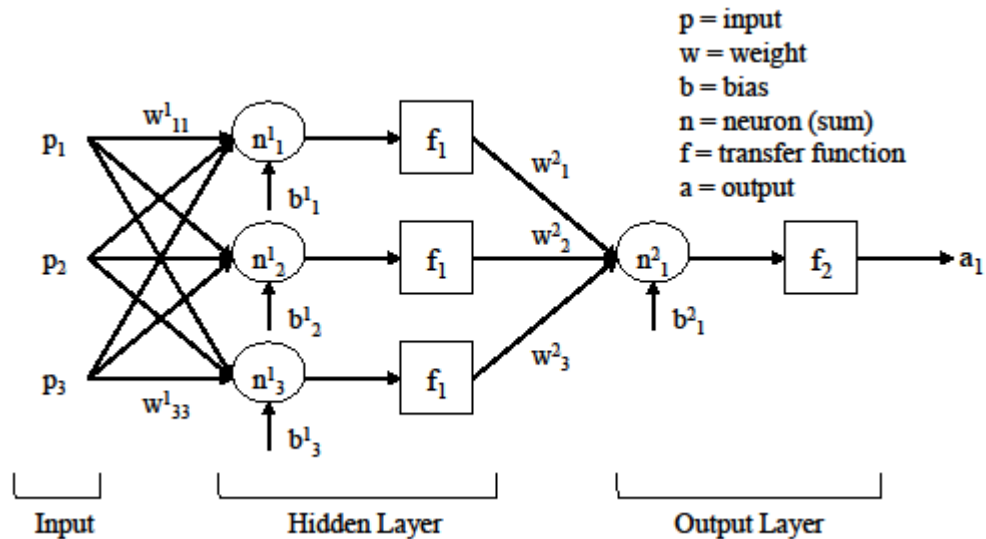 p = input
w = weight
b = bias
n = neuron (sum)
f = transfer function
a = output
p₁ w¹₁₁ n¹₁ f₁ w²₁
b¹₁
p₂ n¹₂ f₁ w²₂ n²₁ f₂ a₁
b¹₂ b²₁
p₃ w¹₃₃ n¹₃ f₁ w²₃
b¹₃
Input Hidden Layer Output Layer